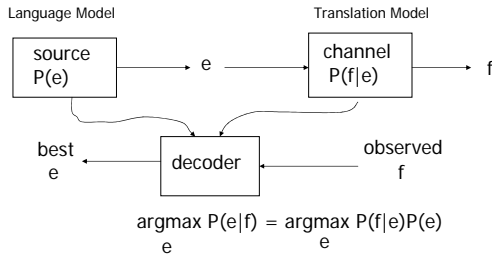 Language Model
Translation Model
source
P(e)
e
channel
P(f|e)
f
best
e
decoder
observed
f
argmax P(e|f) = argmax P(f|e)P(e)
e e